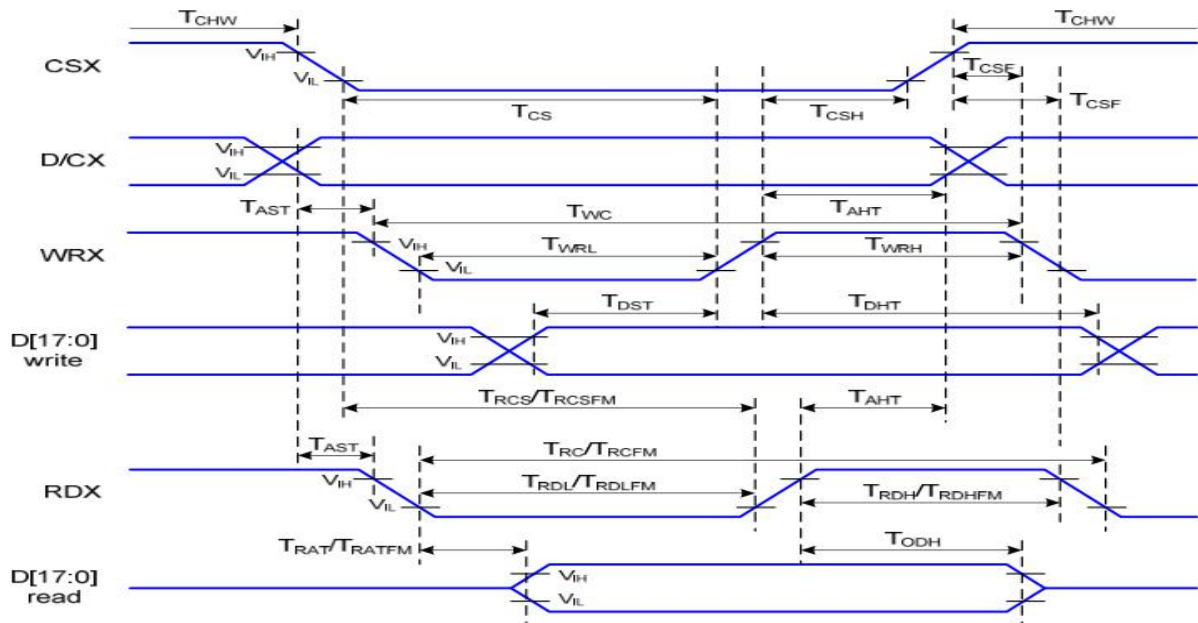 TCHW TCHW
CSX VIH TCSF
VIL TCS TCSH TCSF
D/CX VIH
VIL
TAST TWC TAHT
WRX VIH TWRL TWRH
VIL
TDST TDHT
D[17:0] VIH
write VIL
TRCS/TRCSFM TAHT
TAST TRC/TRCFM
RDX VIH TRDL/TRDLFM TRDH/TRDHFM
VIL
TRAT/TRATFM TODH
D[17:0] VIH
read VIL